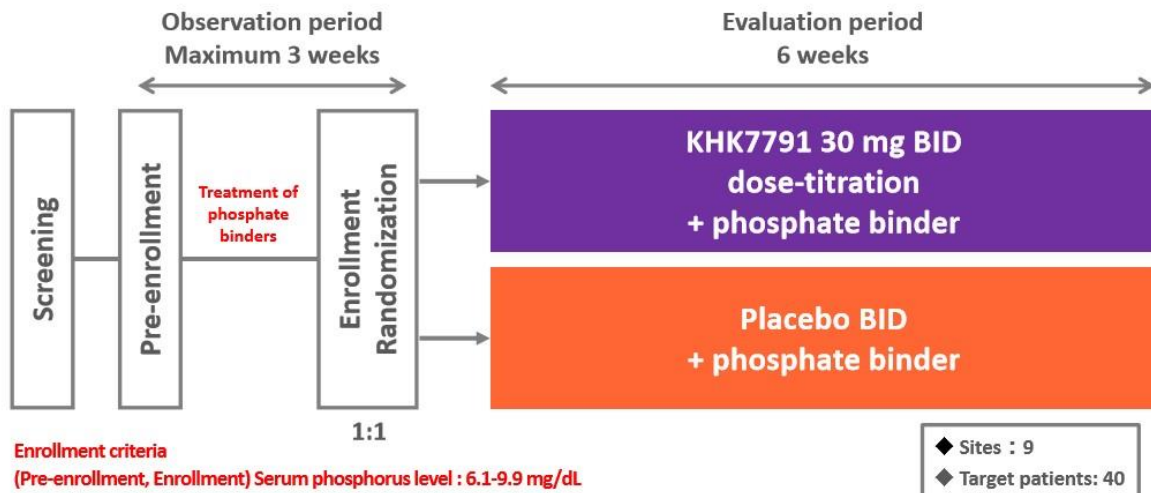 Observation period
Maximum 3 weeks
Evaluation period
6 weeks
Screening
Pre-enrollment
Treatment of
phosphate
binders
Enrollment
Randomization
KHK7791 30 mg BID
dose-titration
+ phosphate binder
Placebo BID
+ phosphate binder
1:1
Enrollment criteria
(Pre-enrollment, Enrollment) Serum phosphorus level : 6.1-9.9 mg/dL
◆ Sites : 9
◆ Target patients: 40